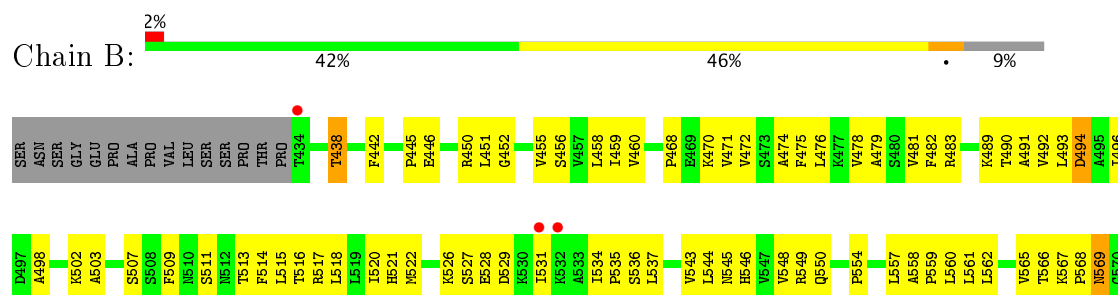 2%
Chain B:
42% 46% • 9%
SER ASN SER GLY GLU PRO ALA PRO VAL LEU SER SER PRO THR PRO T434 T438 F442 P445 E446 R450 L451 G452 V455 S456 V457 L458 T459 V460 P468 E469 K470 V471 V472 S473 A474 F475 L476 K477 V478 A479 S480 V481 F482 R483 K489 T490 A491 V492 L493 D494 A495
D497 A498 K502 A503 S507 S508 F509 N510 S511 N512 T513 F514 L515 T516 R517 L518 L519 I520 H521 M522 K526 S527 E528 D529 K530 I531 K532 A533 I534 P535 S536 L537 V543 L544 N545 H546 V547 V548 R549 Q550 P554 L557 A558 P559 L560 L561 L562 V565 T566 K567 P568 N569